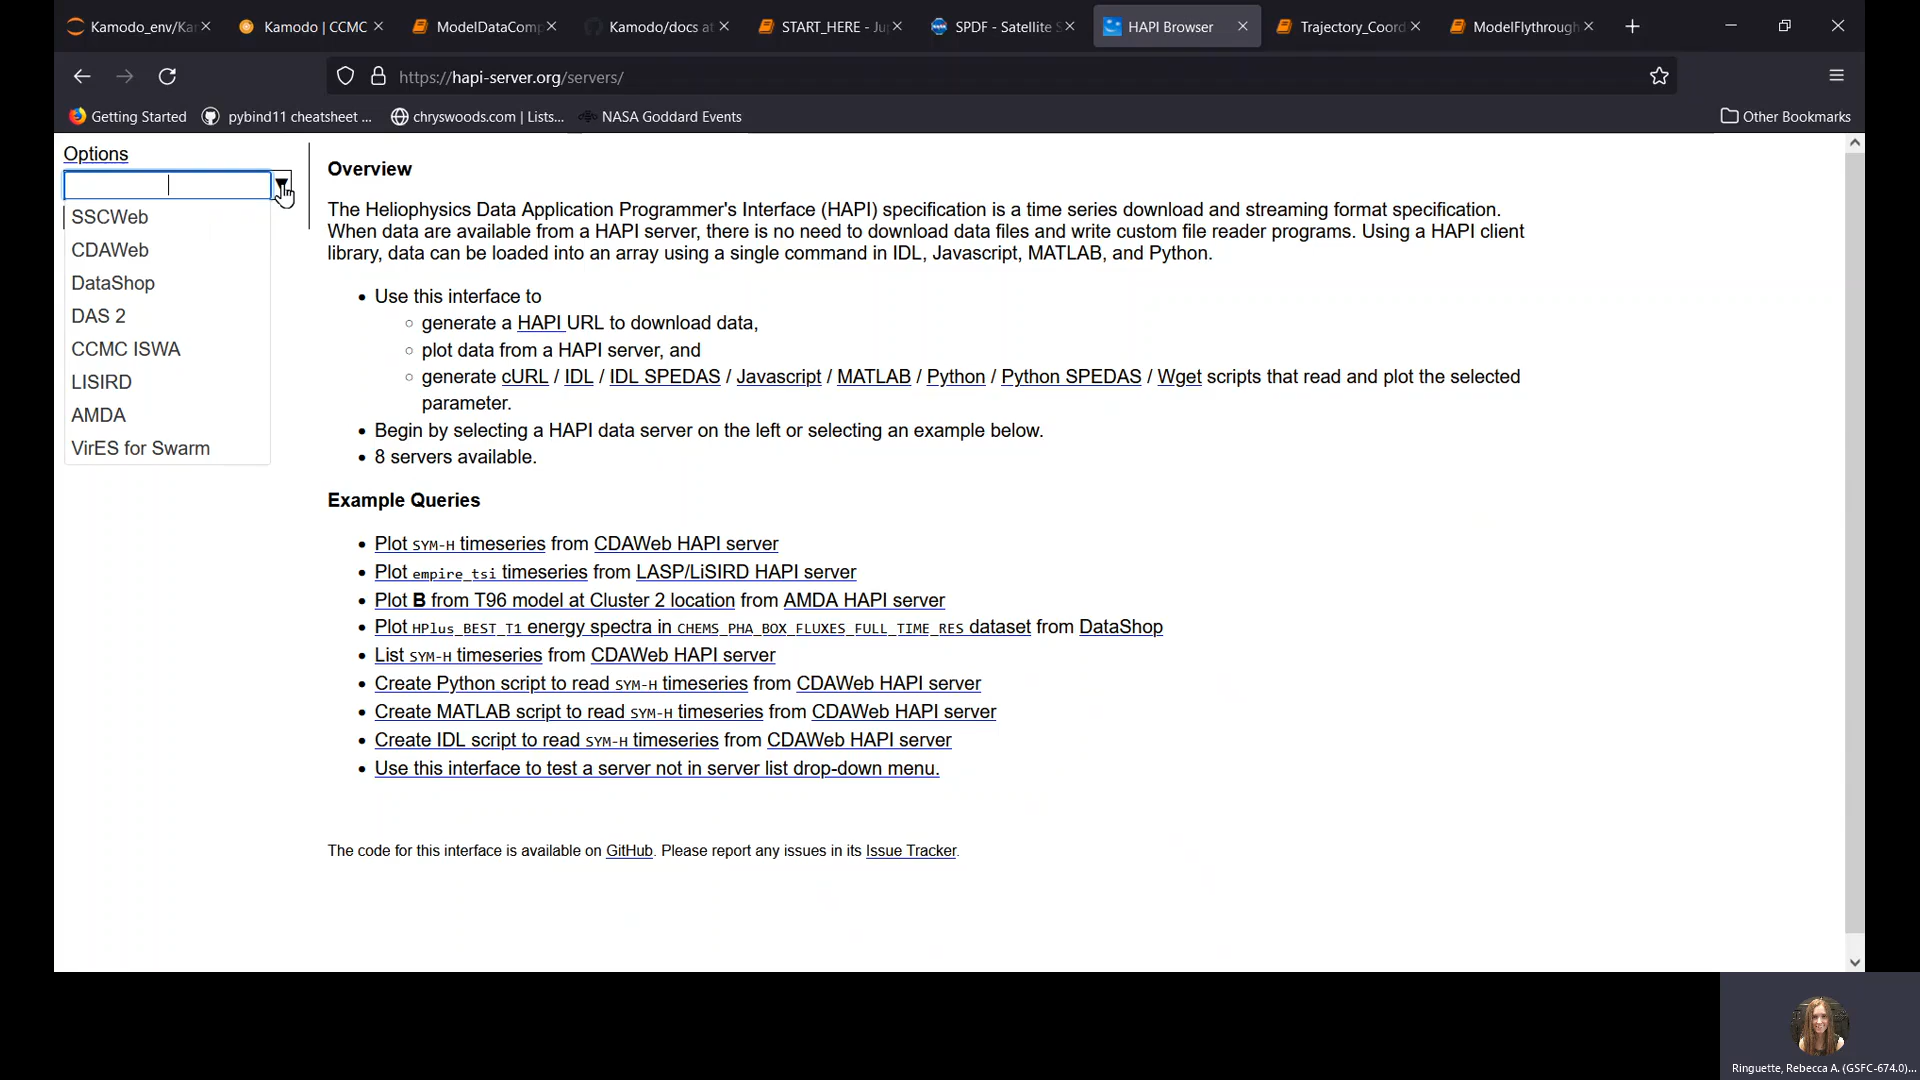 Kamodo_env/Ka
Kamodo | CCMC
ModelDataComp
Kamodo/docs at
START_HERE - Ju
SPDF - Satellite S
HAPI Browser
Trajectory_Coord
ModelFlythrough
https://hapi-server.org/servers/
Getting Started
pybind11 cheatsheet ...
chryswoods.com | Lists...
NASA Goddard Events
Other Bookmarks
Options
SSCWeb
CDAWeb
DataShop
DAS 2
CCMC ISWA
LISIRD
AMDA
VirES for Swarm
Overview
The Heliophysics Data Application Programmer's Interface (HAPI) specification is a time series download and streaming format specification.
When data are available from a HAPI server, there is no need to download data files and write custom file reader programs. Using a HAPI client
library, data can be loaded into an array using a single command in IDL, Javascript, MATLAB, and Python.
• Use this interface to
○ generate a HAPI URL to download data,
○ plot data from a HAPI server, and
○ generate cURL / IDL / IDL SPEDAS / Javascript / MATLAB / Python / Python SPEDAS / Wget scripts that read and plot the selected
parameter.
• Begin by selecting a HAPI data server on the left or selecting an example below.
• 8 servers available.
Example Queries
• Plot SYM-H timeseries from CDAWeb HAPI server
• Plot empire_tsi timeseries from LASP/LiSIRD HAPI server
• Plot B from T96 model at Cluster 2 location from AMDA HAPI server
• Plot HPlus_BEST_T1 energy spectra in CHEMS_PHA_BOX_FLUXES_FULL_TIME_RES dataset from DataShop
• List SYM-H timeseries from CDAWeb HAPI server
• Create Python script to read SYM-H timeseries from CDAWeb HAPI server
• Create MATLAB script to read SYM-H timeseries from CDAWeb HAPI server
• Create IDL script to read SYM-H timeseries from CDAWeb HAPI server
• Use this interface to test a server not in server list drop-down menu.
The code for this interface is available on GitHub. Please report any issues in its Issue Tracker.
Ringuette, Rebecca A. (GSFC-674.0)...